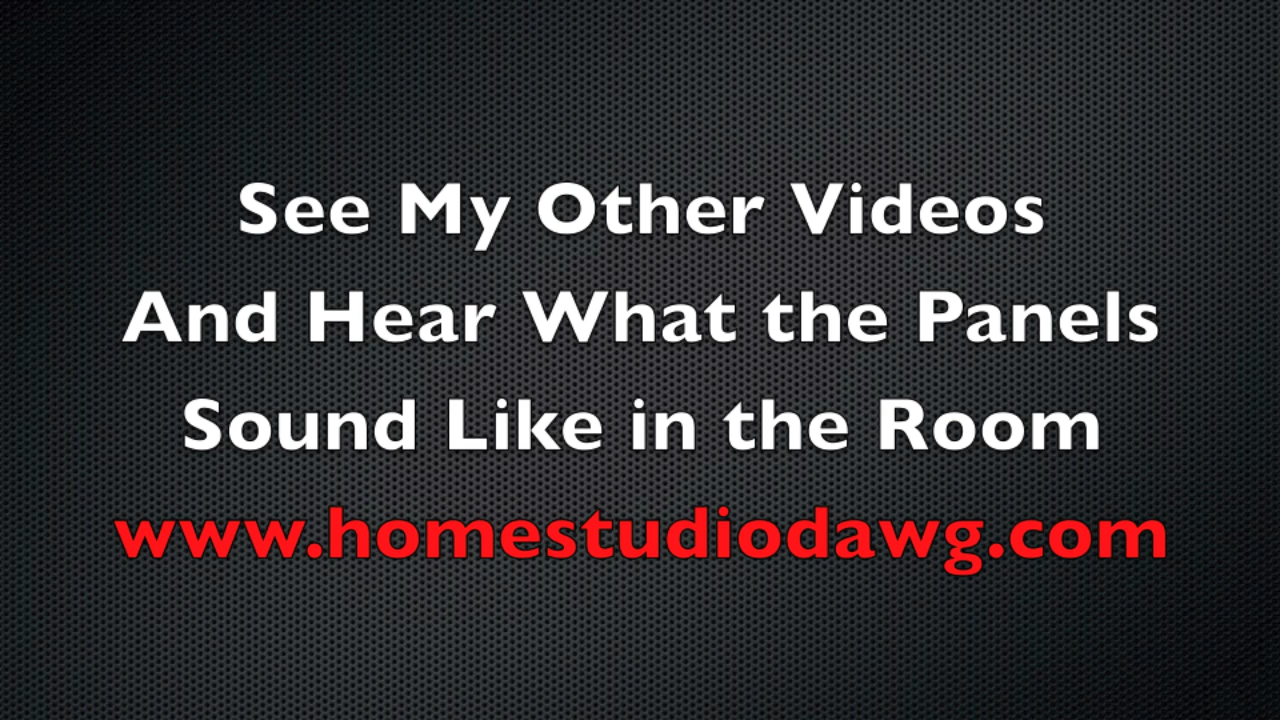 See My Other Videos
And Hear What the Panels
Sound Like in the Room
www.homestudiodawg.com